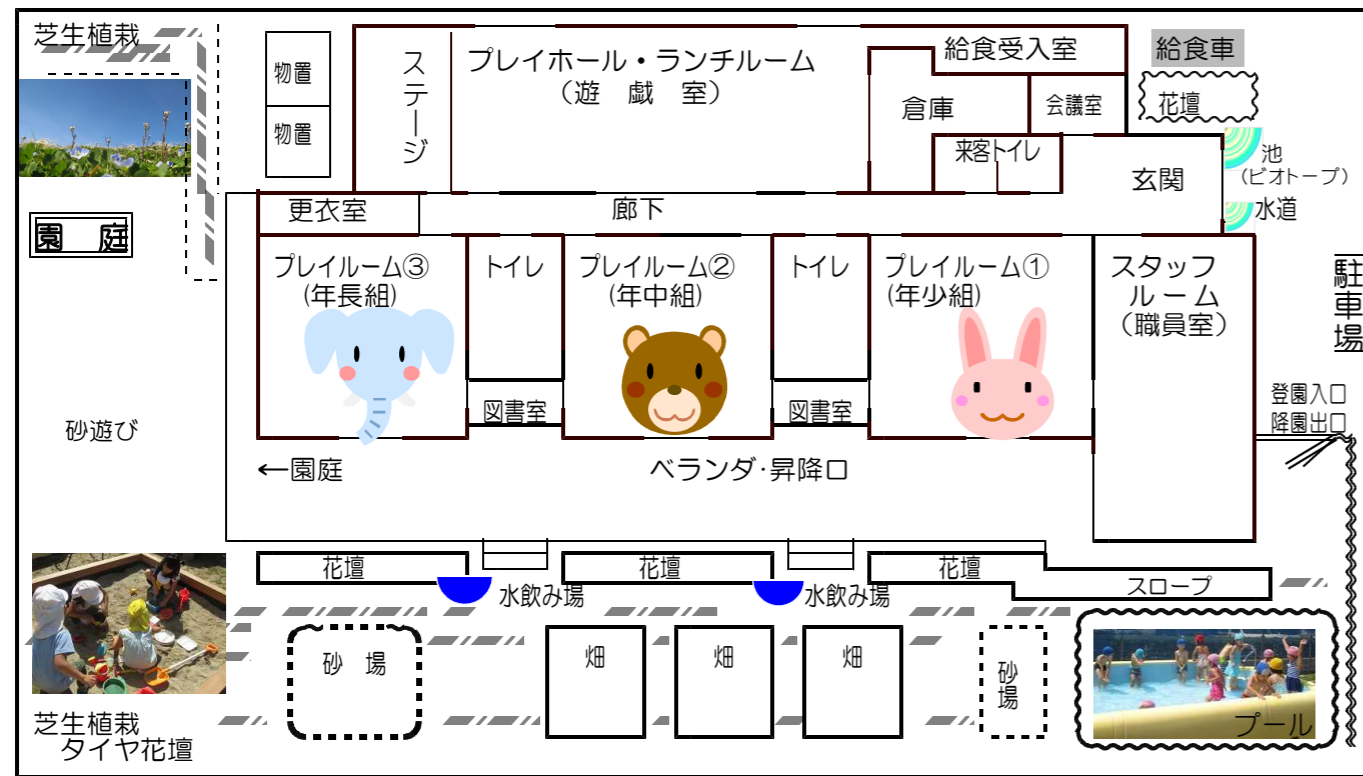 芝生植栽
物置
物置
ステージ
プレイホール・ランチルーム
（遊　戯　室）
給食受入室
給食車
倉庫
会議室
花壇
来客トイレ
玄関
池
（ビオトープ）
水道
園　庭
更衣室
廊下
プレイルーム③
(年長組)
トイレ
プレイルーム②
(年中組)
トイレ
プレイルーム①
(年少組)
スタッフ
ルーム
（職員室）
駐車場
図書室
図書室
登園入口
降園出口
砂遊び
←園庭
ベランダ・昇降口
花壇
花壇
花壇
スロープ
水飲み場
水飲み場
砂　場
畑
畑
畑
砂場
プール
芝生植栽
タイヤ花壇